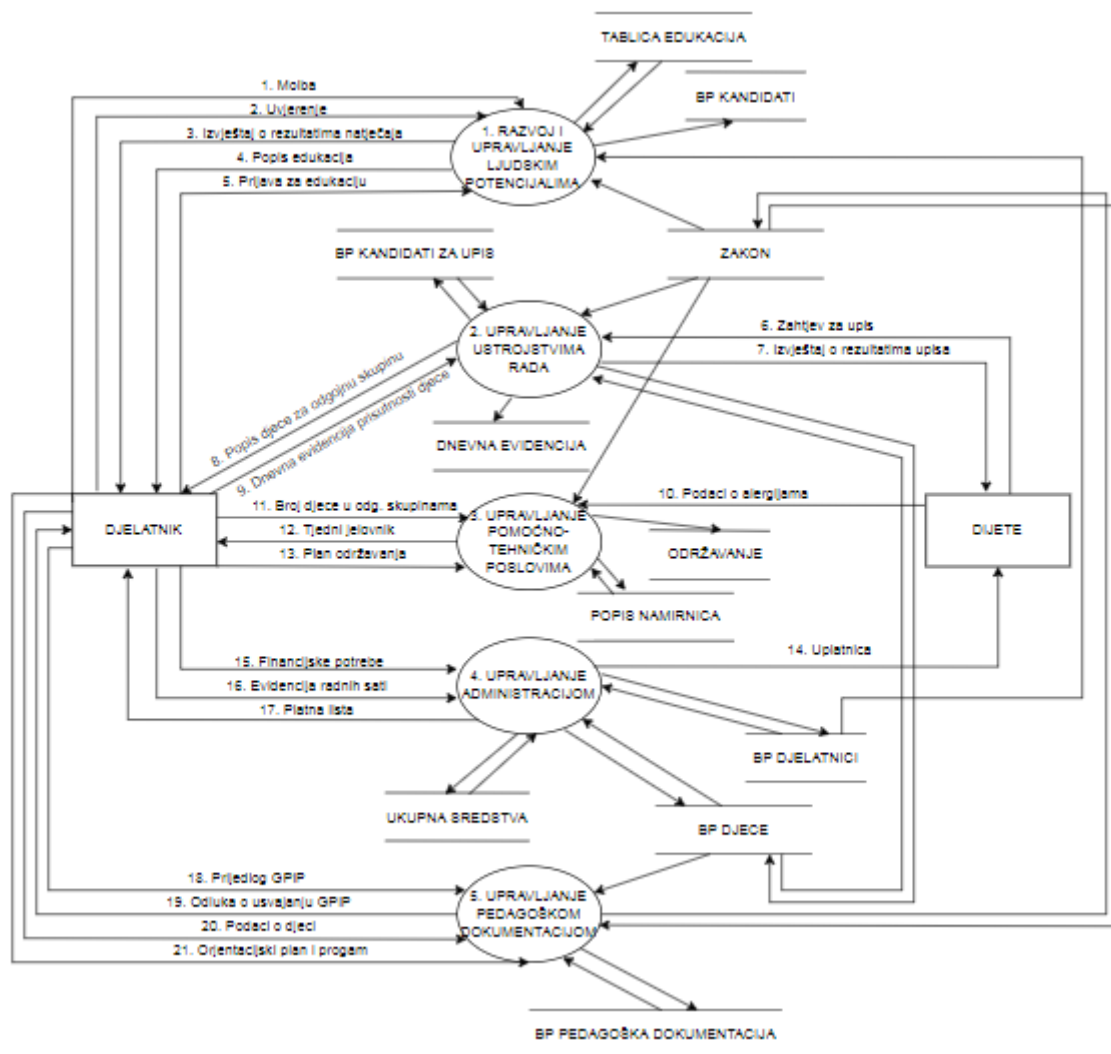 TABLICA EDUKACIJA
BP KANDIDATI
1. Molba
2. Uvjerenje
3. Izvještaj o rezultatima natječaja
4. Popis edukacija
5. Prijava za edukaciju
1. RAZVOJ I
UPRAVLJANJE
LJUDSKIM
POTENCIJALIMA
BP KANDIDATI ZA UPIS
ZAKON
2. UPRAVLJANJE
USTROJSTVIMA
RADA
6. Zahtjev za upis
7. Izvještaj o rezultatima upisa
8. Popis djece za odgojnu skupinu
9. Dnevna evidencija prisutnosti djece
DNEVNA EVIDENCIJA
DJELATNIK
11. Broj djece u odg. skupinama
12. Tjedni jelovnik
13. Plan održavanja
3. UPRAVLJANJE
POMOĆNO-
TEHNIČKIM
POSLOVIMA
10. Podaci o alergijama
DIJETE
ODRŽAVANJE
POPIS NAMIRNICA
14. Uplatnica
15. Financijske potrebe
16. Evidencija radnih sati
17. Platna lista
4. UPRAVLJANJE
ADMINISTRACIJOM
BP DJELATNICI
UKUPNA SREDSTVA
BP DJECE
18. Prijedlog GPIP
19. Odluka o usvajanju GPIP
20. Podaci o djeci
21. Orjentacijski plan i progam
5. UPRAVLJANJE
PEDAGOŠKOM
DOKUMENTACIJOM
BP PEDAGOŠKA DOKUMENTACIJA